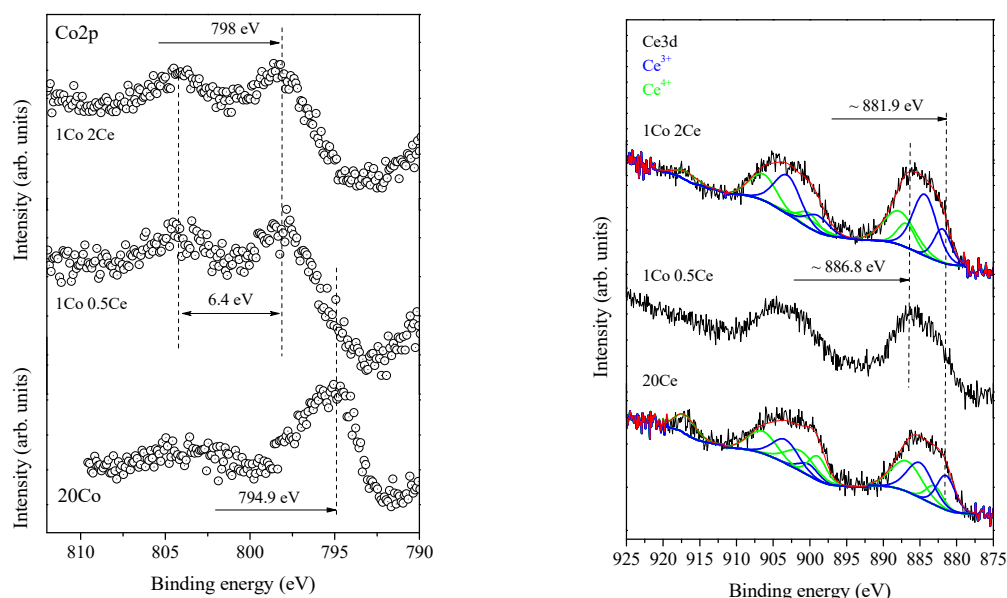 Co2p
798 eV
1Co 2Ce
1Co 0.5Ce
6.4 eV
20Co
794.9 eV
Intensity (arb. units)
Intensity (arb. units)
810 805 800 795 790
Binding energy (eV)
Ce3d
Ce³⁺
Ce⁴⁺
~ 881.9 eV
1Co 2Ce
~ 886.8 eV
1Co 0.5Ce
20Ce
Intensity (arb. units)
925 920 915 910 905 900 895 890 885 880 875
Binding energy (eV)